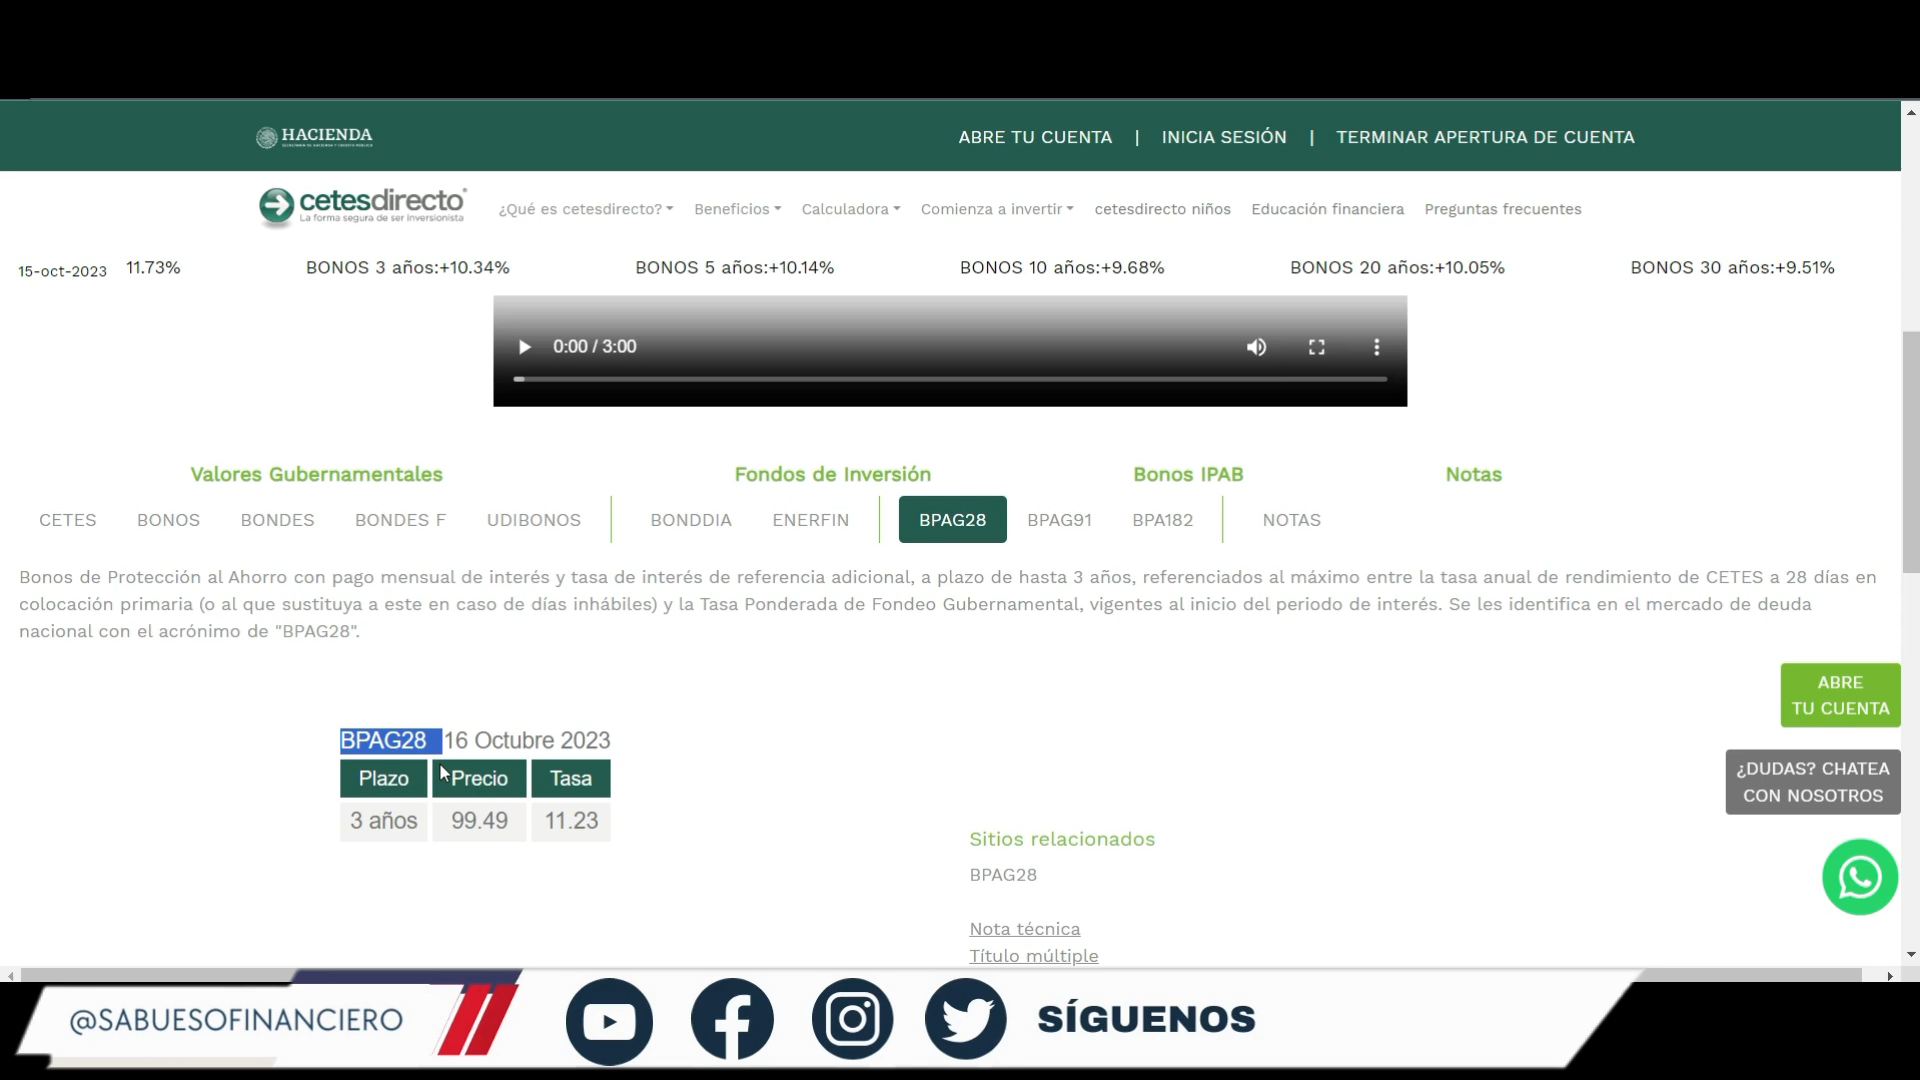 HACIENDA
ABRE TU CUENTA | INICIA SESIÓN | TERMINAR APERTURA DE CUENTA
cetesdirecto
La forma segura de ser inversionista
¿Qué es cetesdirecto? Beneficios Calculadora Comienza a invertir cetesdirecto niños Educación financiera Preguntas frecuentes
15-oct-2023 11.73% BONOS 3 años:+10.34% BONOS 5 años:+10.14% BONOS 10 años:+9.68% BONOS 20 años:+10.05% BONOS 30 años:+9.51%
0:00 / 3:00
Valores Gubernamentales Fondos de Inversión Bonos IPAB Notas
CETES BONOS BONDES BONDES F UDIBONOS BONDDIA ENERFIN BPAG28 BPAG91 BPA182 NOTAS
Bonos de Protección al Ahorro con pago mensual de interés y tasa de interés de referencia adicional, a plazo de hasta 3 años, referenciados al máximo entre la tasa anual de rendimiento de CETES a 28 días en
colocación primaria (o al que sustituya a este en caso de días inhábiles) y la Tasa Ponderada de Fondeo Gubernamental, vigentes al inicio del periodo de interés. Se les identifica en el mercado de deuda
nacional con el acrónimo de "BPAG28".
ABRE
TU CUENTA
BPAG28 16 Octubre 2023
Plazo Precio Tasa
3 años 99.49 11.23
¿DUDAS? CHATEA
CON NOSOTROS
Sitios relacionados
BPAG28
Nota técnica
Título múltiple
@SABUESOFINANCIERO
SÍGUENOS